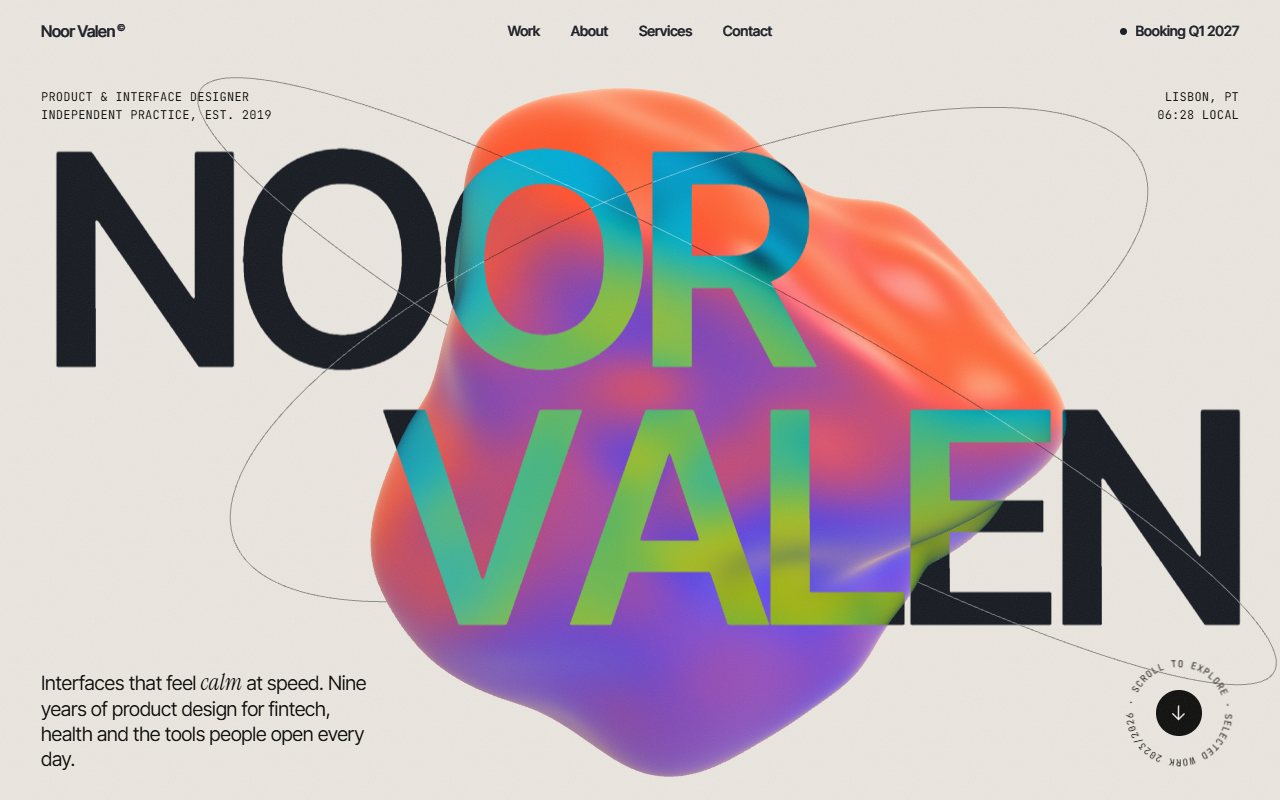 Noor Valen©
Work
About
Services
Contact
Booking Q1 2027
PRODUCT & INTERFACE DESIGNER
INDEPENDENT PRACTICE, EST. 2019
LISBON, PT
06:28 LOCAL
NOOR
VALEN
Interfaces that feel calm at speed. Nine
years of product design for fintech,
health and the tools people open every
day.
SCROLL TO EXPLORE · SELECTED WORK 2023/2026 ·